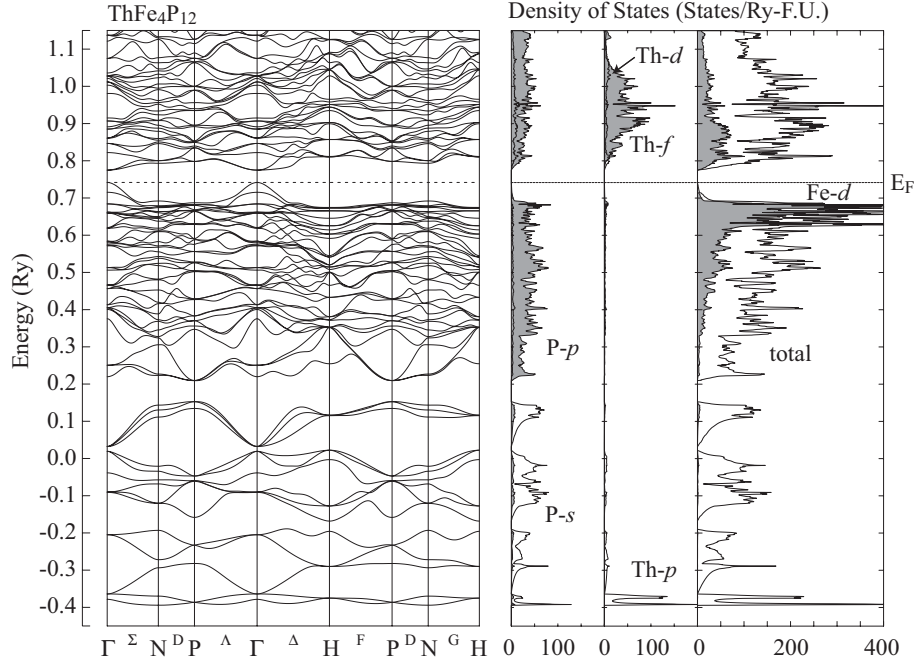 ThFe₄P₁₂
Density of States (States/Ry-F.U.)
Energy (Ry)
1.1
1.0
0.9
0.8
0.7
0.6
0.5
0.4
0.3
0.2
0.1
0.0
-0.1
-0.2
-0.3
-0.4
Γ Σ N D P Λ Γ Δ H F P D N G H
Th-d
Th-f
E_F
Fe-d
P-p
total
P-s
Th-p
0 100 0 100 0 200 400